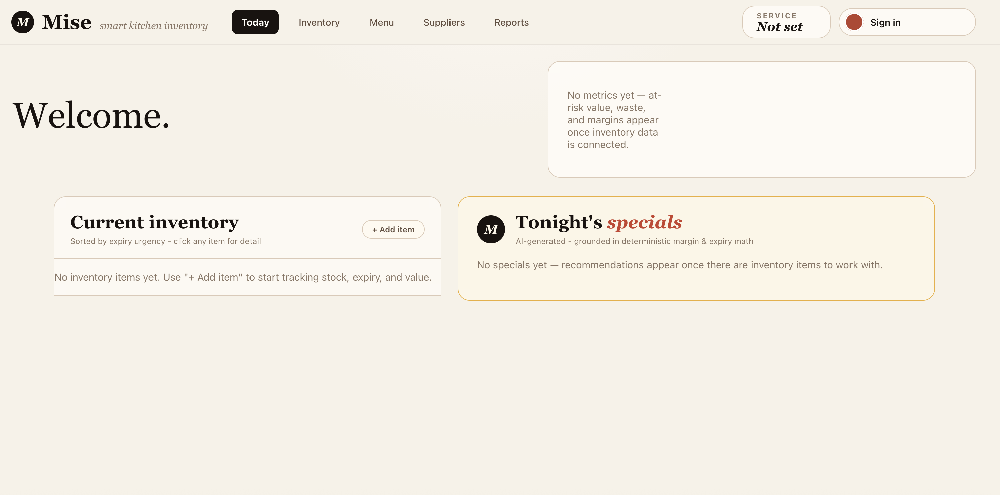 M Mise smart kitchen inventory Today Inventory Menu Suppliers Reports
SERVICE
Not set
Sign in
Welcome.
No metrics yet — at-
risk value, waste,
and margins appear
once inventory data
is connected.
Current inventory
Sorted by expiry urgency - click any item for detail
+ Add item
No inventory items yet. Use "+ Add item" to start tracking stock, expiry, and value.
M
Tonight's specials
AI-generated - grounded in deterministic margin & expiry math
No specials yet — recommendations appear once there are inventory items to work with.